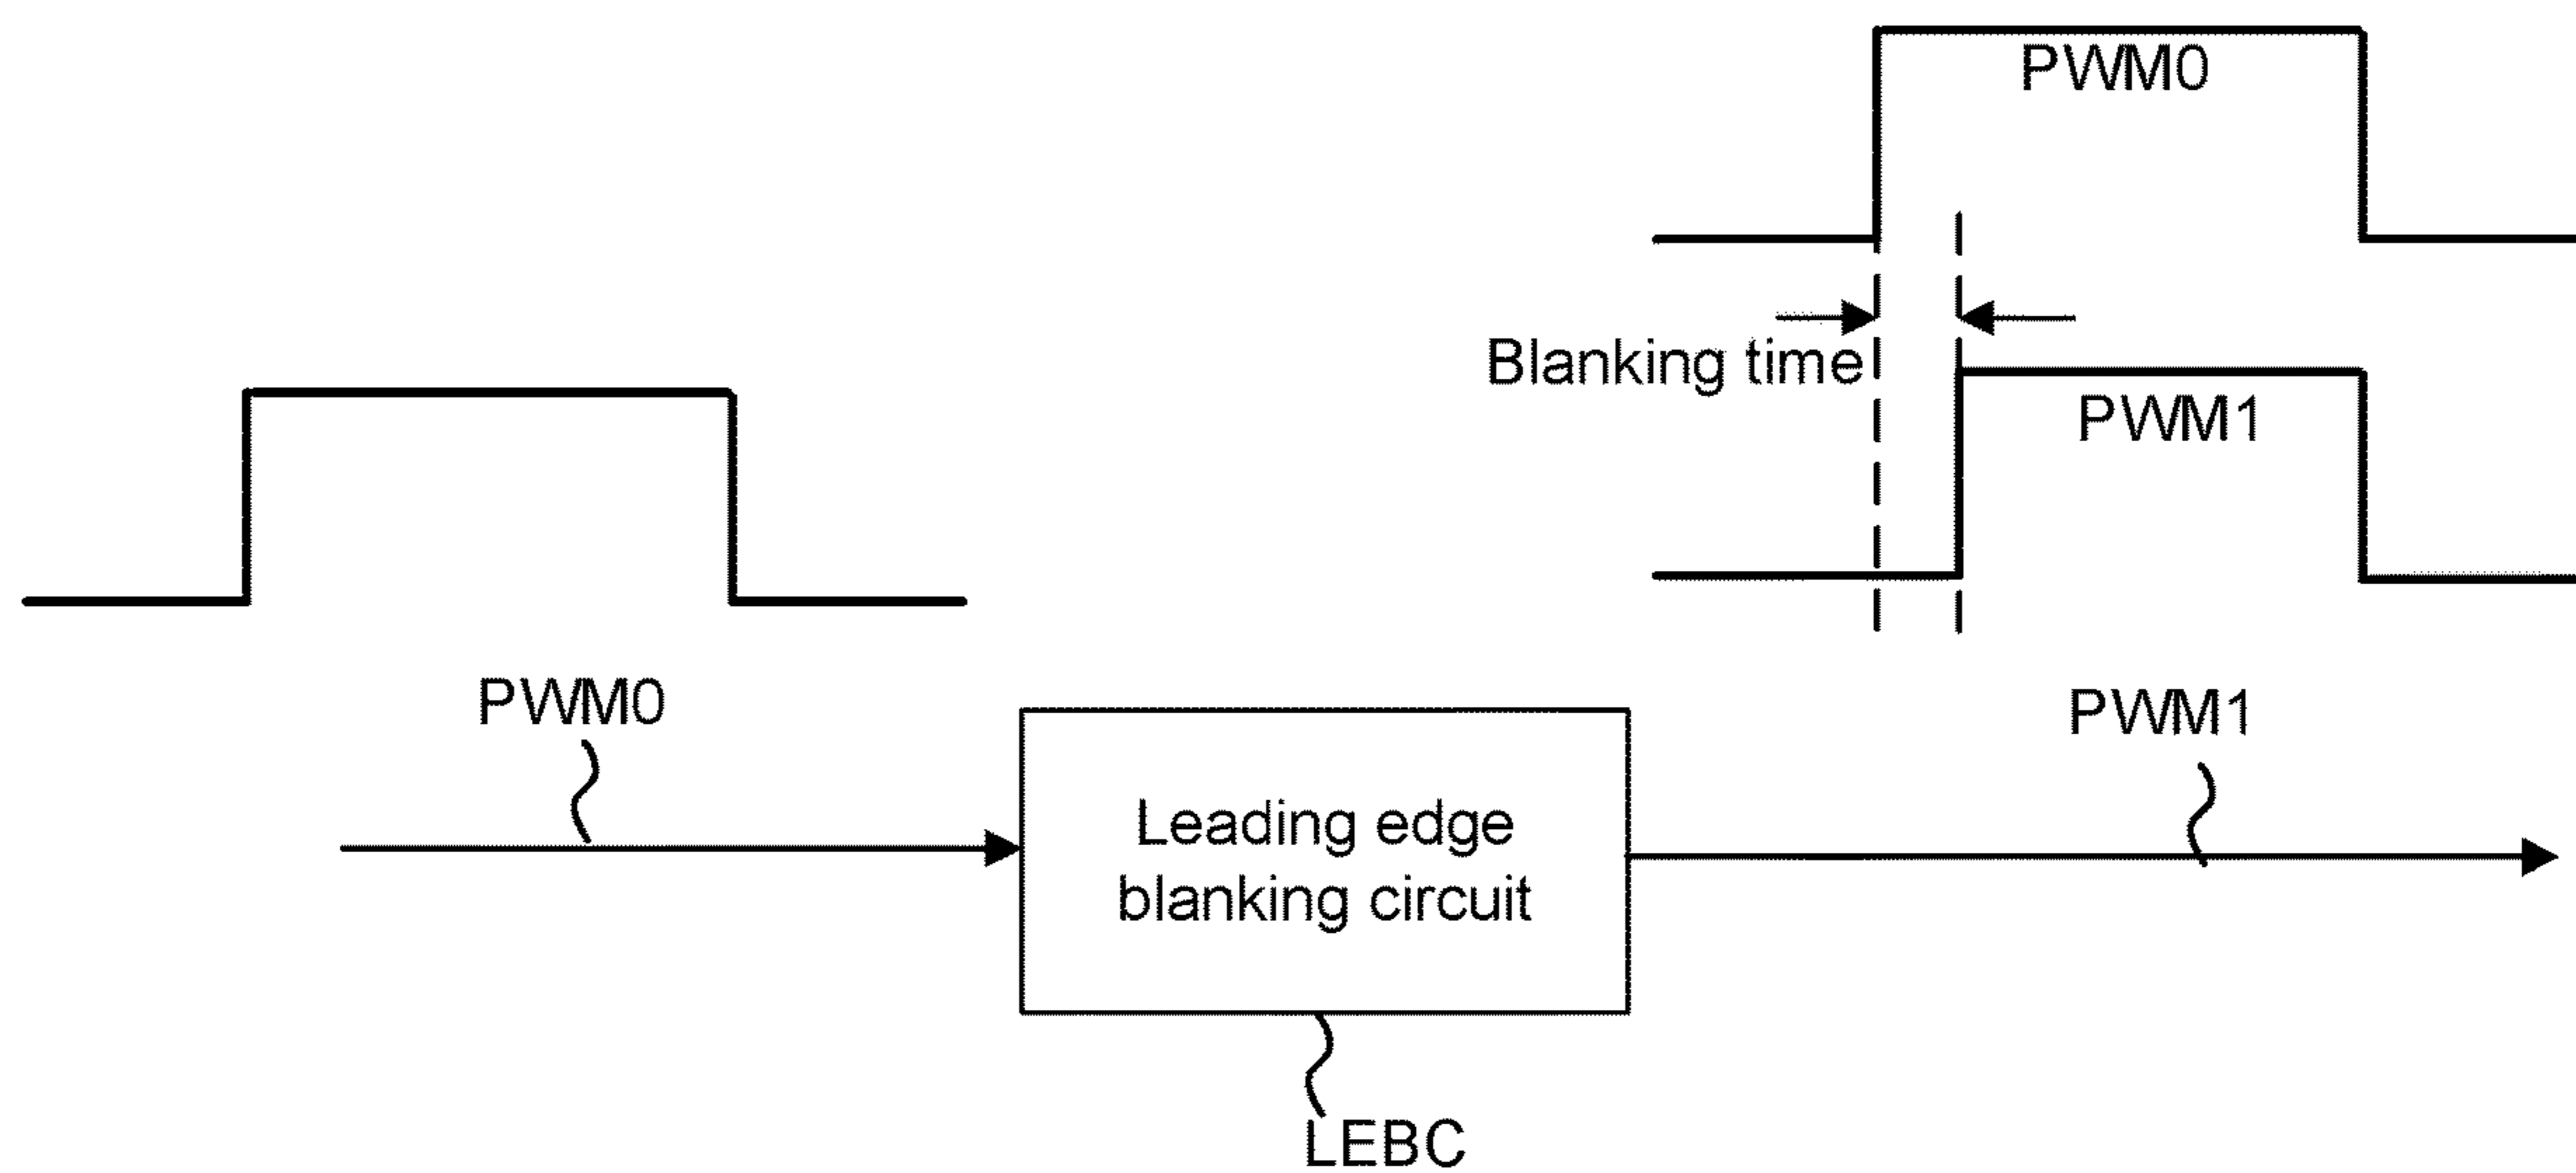 PWM0
Blanking time
PWM1
PWM0
PWM1
Leading edge
blanking circuit
LEBC